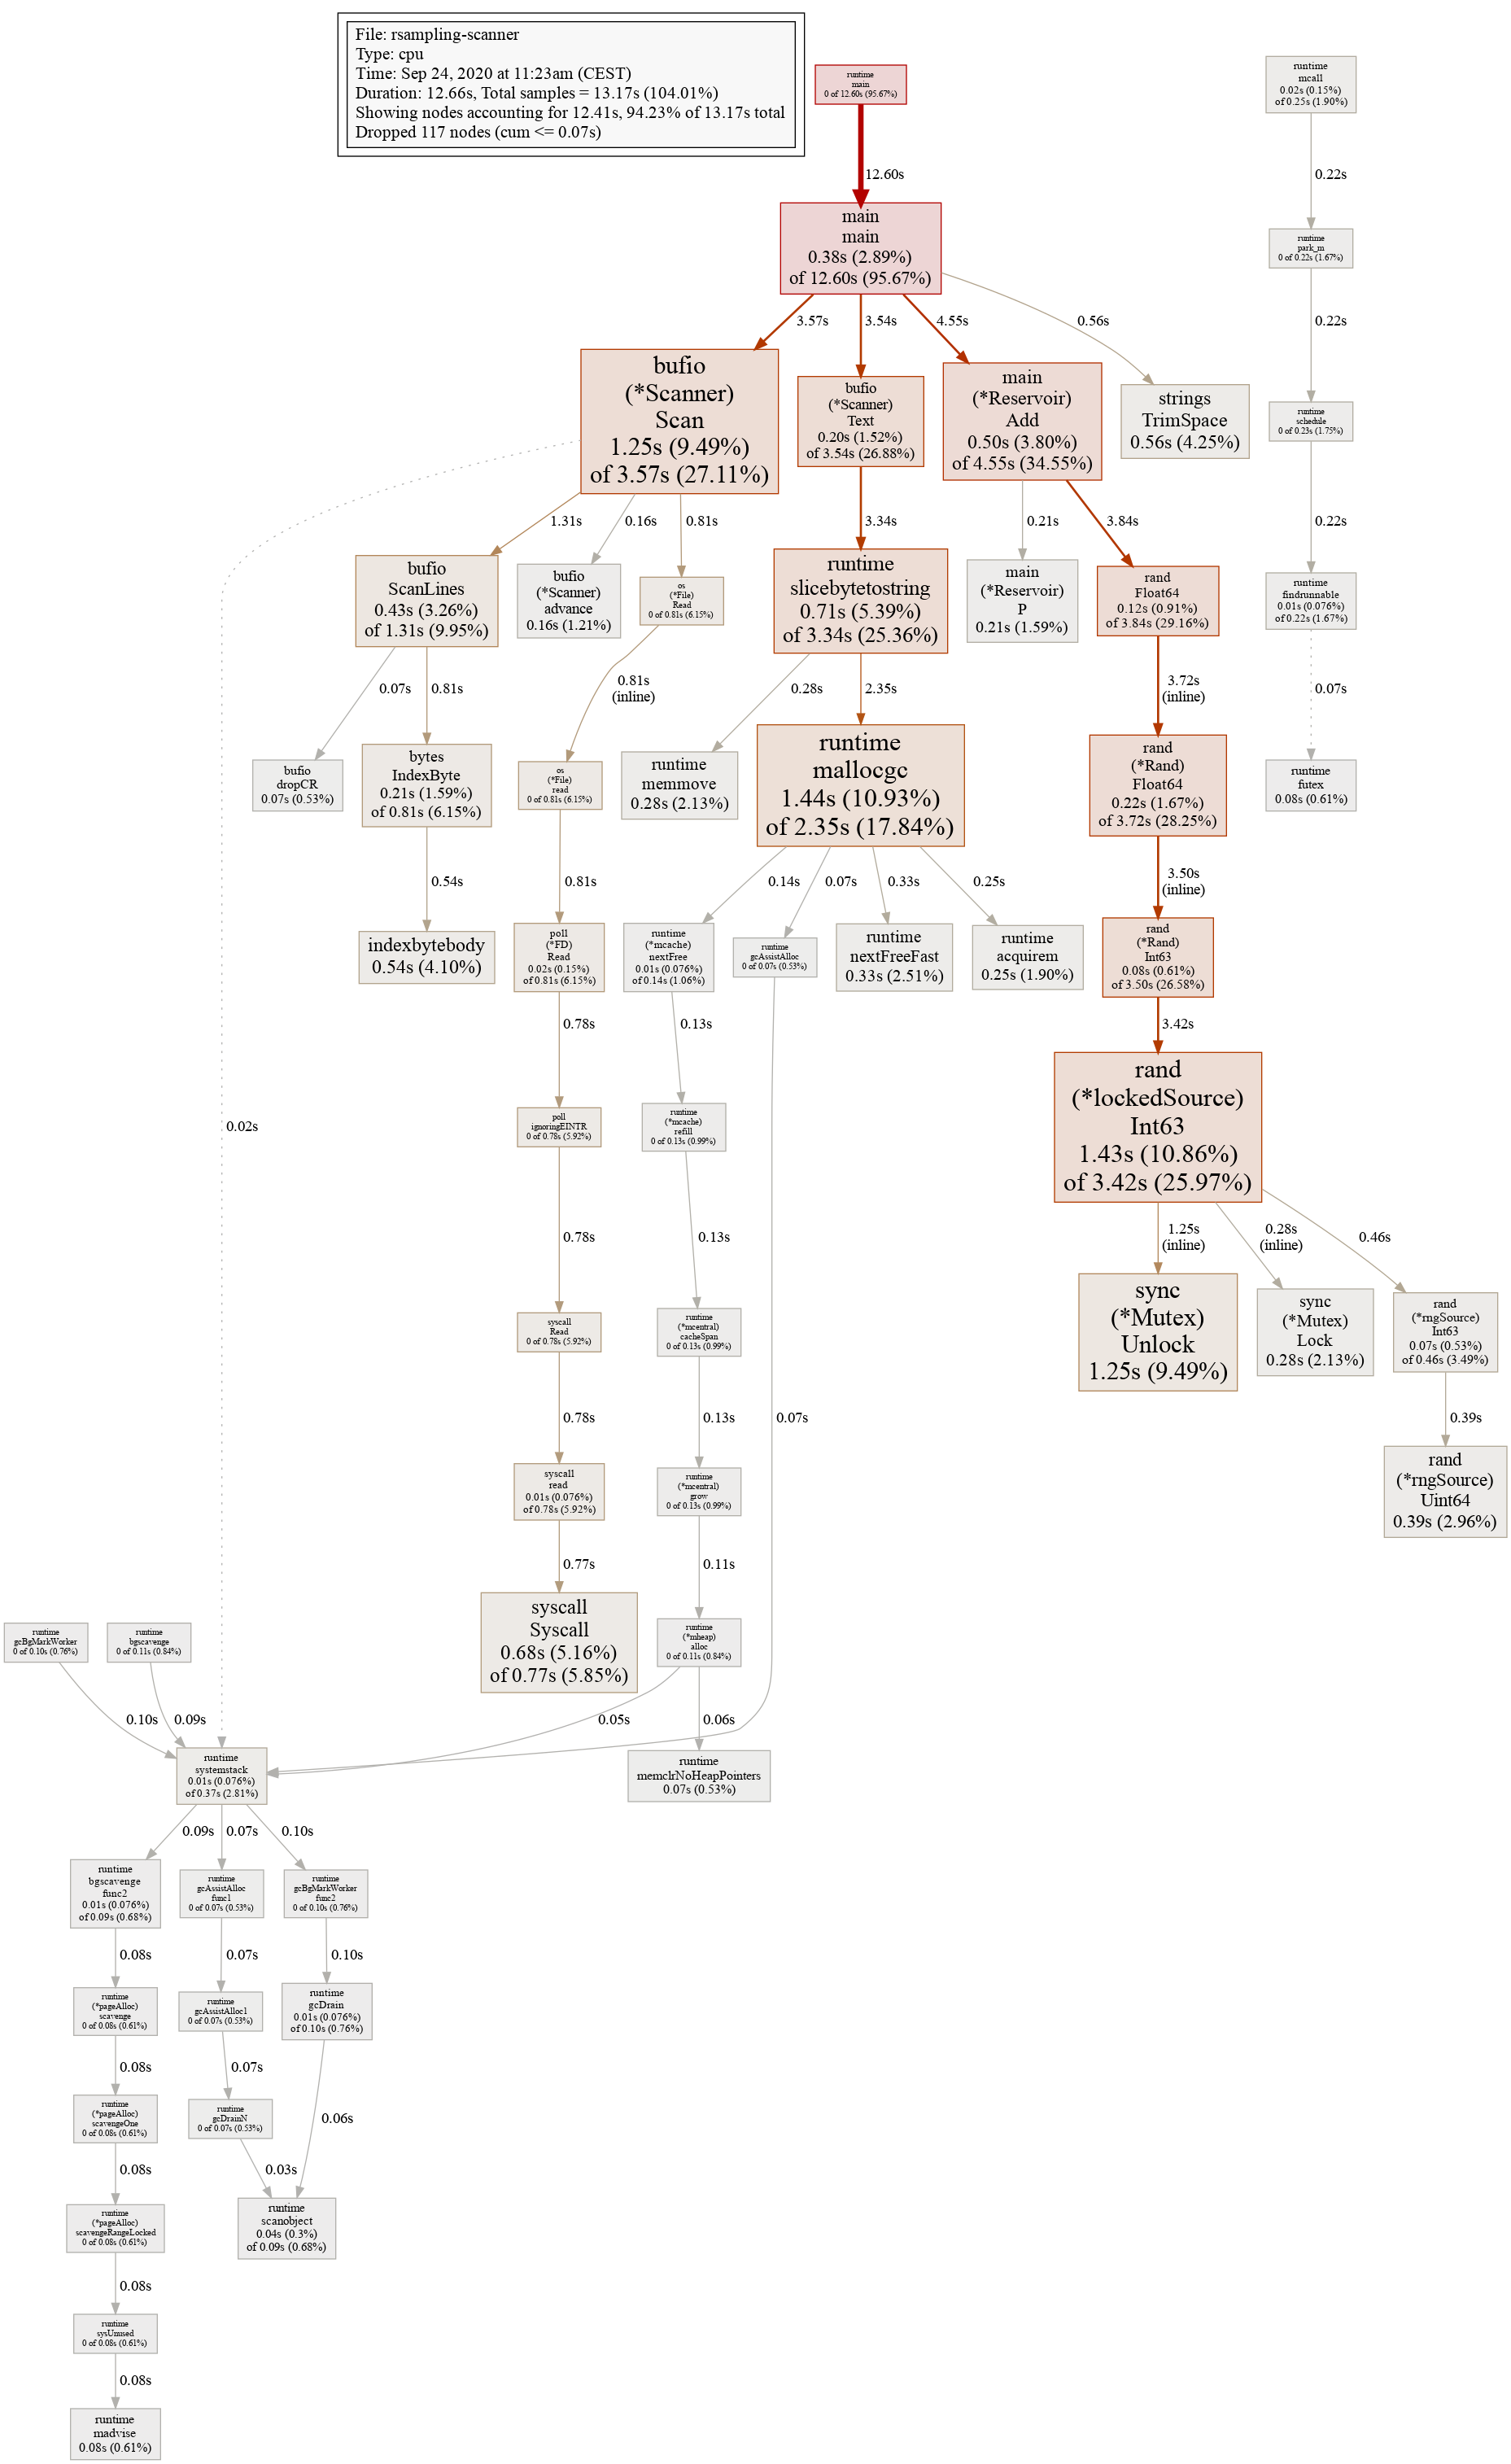 File: rsampling-scanner
Type: cpu
Time: Sep 24, 2020 at 11:23am (CEST)
Duration: 12.66s, Total samples = 13.17s (104.01%)
Showing nodes accounting for 12.41s, 94.23% of 13.17s total
Dropped 117 nodes (cum <= 0.07s)
runtime
main
0 of 12.60s (95.67%)
runtime
mcall
0.02s (0.15%)
of 0.25s (1.90%)
12.60s
0.22s
main
main
0.38s (2.89%)
of 12.60s (95.67%)
runtime
park_m
0 of 0.22s (1.67%)
3.57s
3.54s
4.55s
0.56s
0.22s
bufio
(*Scanner)
Scan
1.25s (9.49%)
of 3.57s (27.11%)
bufio
(*Scanner)
Text
0.20s (1.52%)
of 3.54s (26.88%)
main
(*Reservoir)
Add
0.50s (3.80%)
of 4.55s (34.55%)
strings
TrimSpace
0.56s (4.25%)
runtime
schedule
0 of 0.23s (1.75%)
1.31s
0.16s
0.81s
3.34s
0.21s
3.84s
0.22s
bufio
ScanLines
0.43s (3.26%)
of 1.31s (9.95%)
bufio
(*Scanner)
advance
0.16s (1.21%)
os
(*File)
Read
0 of 0.81s (6.15%)
runtime
slicebytetostring
0.71s (5.39%)
of 3.34s (25.36%)
main
(*Reservoir)
P
0.21s (1.59%)
rand
Float64
0.12s (0.91%)
of 3.84s (29.16%)
runtime
findrunnable
0.01s (0.076%)
of 0.22s (1.67%)
0.07s
0.81s
0.81s
(inline)
0.28s
2.35s
3.72s
(inline)
0.07s
bufio
dropCR
0.07s (0.53%)
bytes
IndexByte
0.21s (1.59%)
of 0.81s (6.15%)
os
(*File)
read
0 of 0.81s (6.15%)
runtime
memmove
0.28s (2.13%)
runtime
mallocgc
1.44s (10.93%)
of 2.35s (17.84%)
rand
(*Rand)
Float64
0.22s (1.67%)
of 3.72s (28.25%)
runtime
futex
0.08s (0.61%)
0.54s
0.81s
0.14s
0.07s
0.33s
0.25s
3.50s
(inline)
indexbytebody
0.54s (4.10%)
poll
(*FD)
Read
0.02s (0.15%)
of 0.81s (6.15%)
runtime
(*mcache)
nextFree
0.01s (0.076%)
of 0.14s (1.06%)
runtime
gcAssistAlloc
0 of 0.07s (0.53%)
runtime
nextFreeFast
0.33s (2.51%)
runtime
acquirem
0.25s (1.90%)
rand
(*Rand)
Int63
0.08s (0.61%)
of 3.50s (26.58%)
0.78s
0.13s
3.42s
0.02s
poll
ignoringEINTR
0 of 0.78s (5.92%)
runtime
(*mcache)
refill
0 of 0.13s (0.99%)
rand
(*lockedSource)
Int63
1.43s (10.86%)
of 3.42s (25.97%)
0.78s
0.13s
1.25s
(inline)
0.28s
(inline)
0.46s
syscall
Read
0 of 0.78s (5.92%)
runtime
(*mcentral)
cacheSpan
0 of 0.13s (0.99%)
sync
(*Mutex)
Unlock
1.25s (9.49%)
sync
(*Mutex)
Lock
0.28s (2.13%)
rand
(*rngSource)
Int63
0.07s (0.53%)
of 0.46s (3.49%)
0.78s
0.13s
0.07s
0.39s
syscall
read
0.01s (0.076%)
of 0.78s (5.92%)
runtime
(*mcentral)
grow
0 of 0.13s (0.99%)
rand
(*rngSource)
Uint64
0.39s (2.96%)
0.77s
0.11s
runtime
gcBgMarkWorker
0 of 0.10s (0.76%)
runtime
bgscavenge
0 of 0.11s (0.84%)
syscall
Syscall
0.68s (5.16%)
of 0.77s (5.85%)
runtime
(*mheap)
alloc
0 of 0.11s (0.84%)
0.10s
0.09s
0.05s
0.06s
runtime
systemstack
0.01s (0.076%)
of 0.37s (2.81%)
runtime
memclrNoHeapPointers
0.07s (0.53%)
0.09s
0.07s
0.10s
runtime
bgscavenge
func2
0.01s (0.076%)
of 0.09s (0.68%)
runtime
gcAssistAlloc
func1
0 of 0.07s (0.53%)
runtime
gcBgMarkWorker
func2
0 of 0.10s (0.76%)
0.08s
0.07s
0.10s
runtime
(*pageAlloc)
scavenge
0 of 0.08s (0.61%)
runtime
gcAssistAlloc1
0 of 0.07s (0.53%)
runtime
gcDrain
0.01s (0.076%)
of 0.10s (0.76%)
0.08s
0.07s
0.06s
runtime
(*pageAlloc)
scavengeOne
0 of 0.08s (0.61%)
runtime
gcDrainN
0 of 0.07s (0.53%)
0.08s
0.03s
runtime
(*pageAlloc)
scavengeRangeLocked
0 of 0.08s (0.61%)
runtime
scanobject
0.04s (0.3%)
of 0.09s (0.68%)
0.08s
runtime
sysUnused
0 of 0.08s (0.61%)
0.08s
runtime
madvise
0.08s (0.61%)